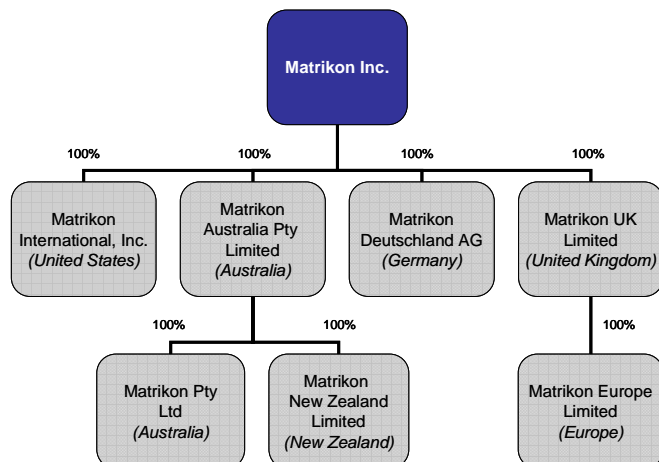 Matrikon Inc.
100%
100%
100%
100%
Matrikon
International, Inc.
(United States)
Matrikon
Australia Pty
Limited
(Australia)
Matrikon
Deutschland AG
(Germany)
Matrikon UK
Limited
(United Kingdom)
100%
100%
100%
Matrikon Pty
Ltd
(Australia)
Matrikon
New Zealand
Limited
(New Zealand)
Matrikon Europe
Limited
(Europe)